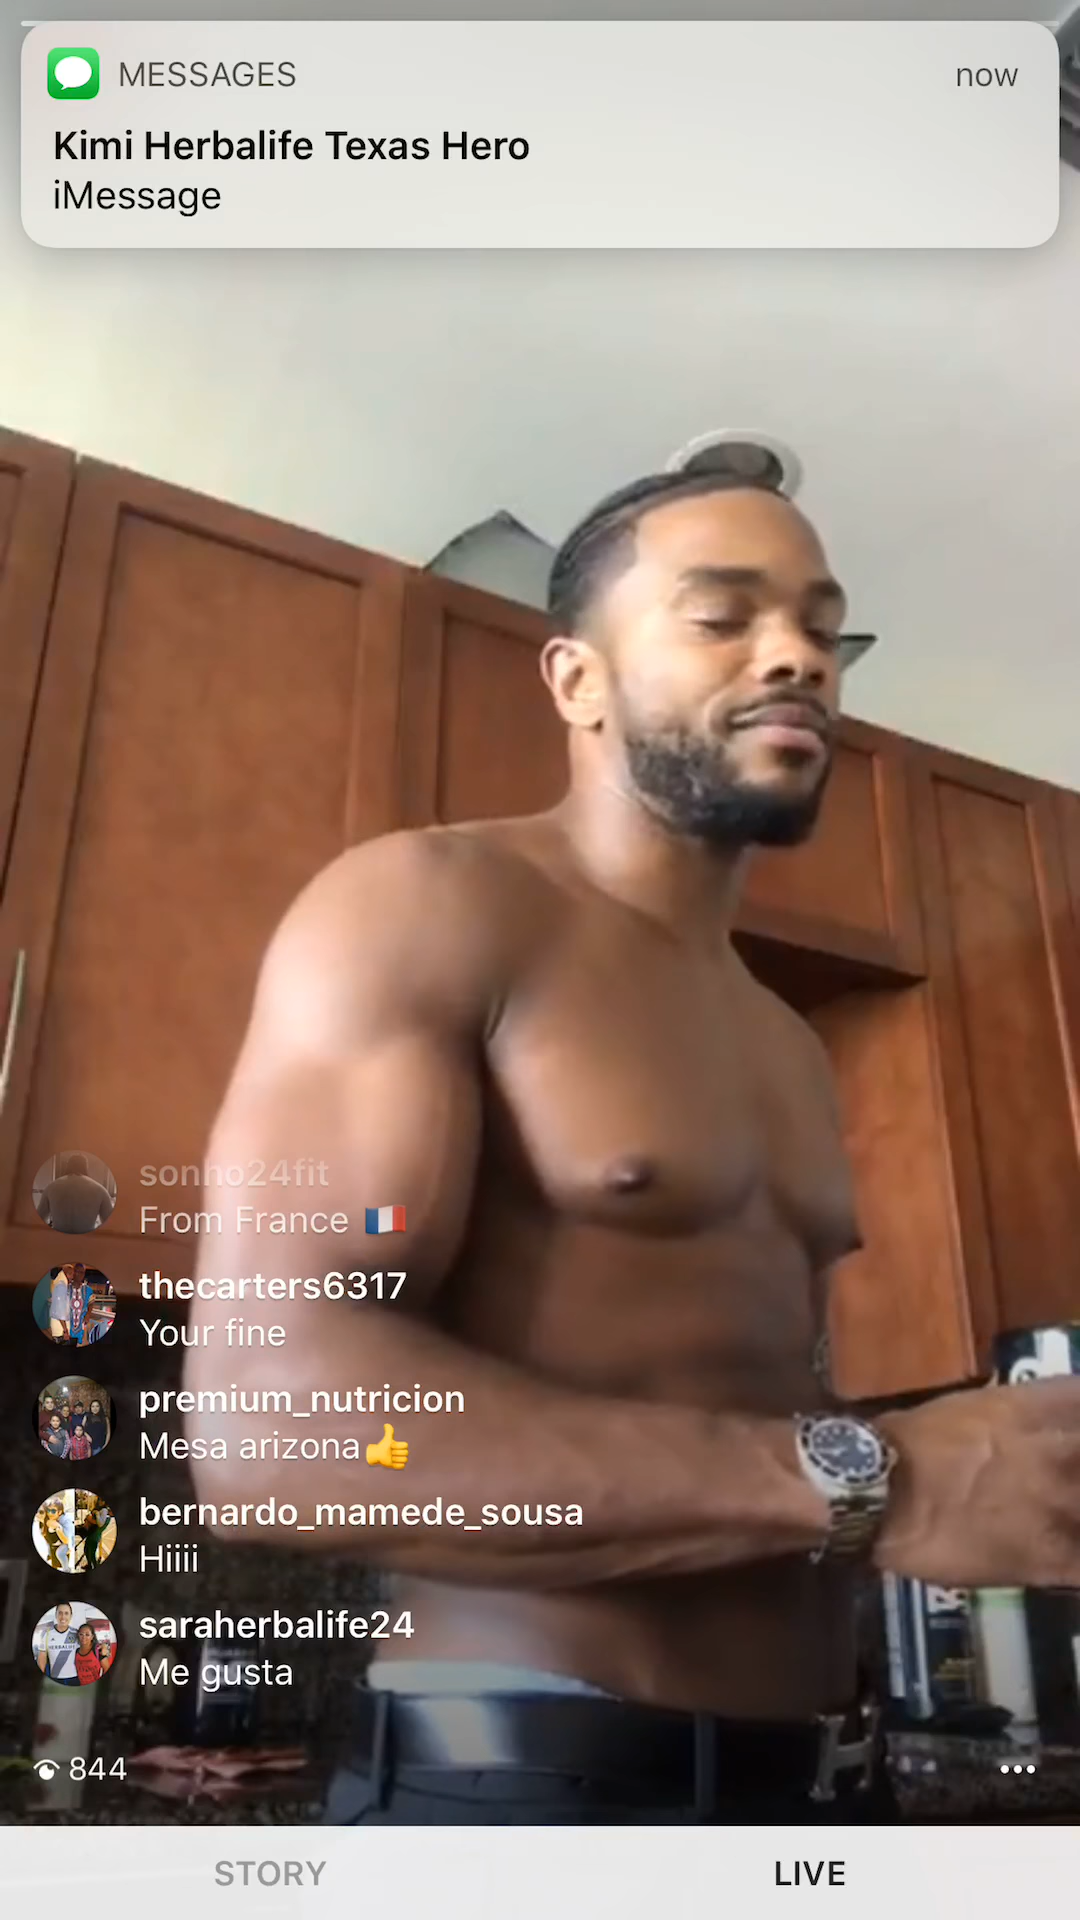 MESSAGES
now
Kimi Herbalife Texas Hero
iMessage
sonho24fit
From France 🇫🇷
thecarters6317
Your fine
premium_nutricion
Mesa arizona👍
bernardo_mamede_sousa
Hiiii
saraherbalife24
Me gusta
844
STORY
LIVE